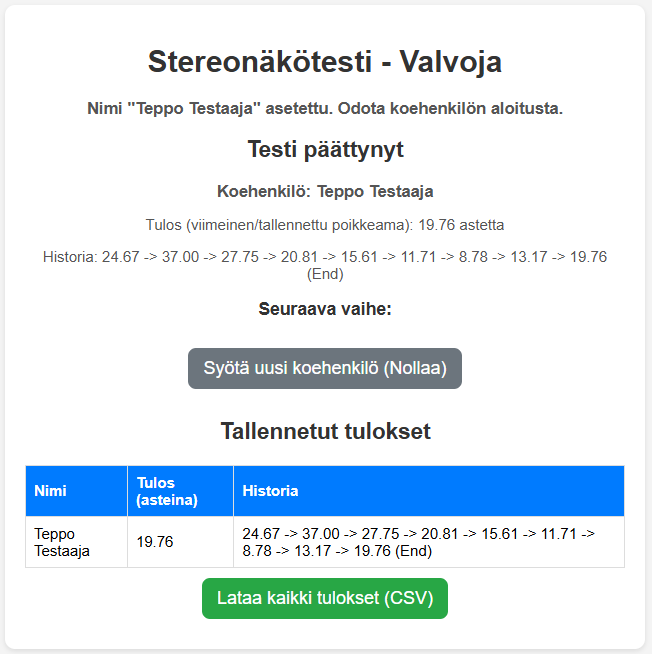 Stereonäkötesti - Valvoja
Nimi "Teppo Testaaja" asetettu. Odota koehenkilön aloitusta.
Testi päättynyt
Koehenkilö: Teppo Testaaja
Tulos (viimeinen/tallennettu poikkeama): 19.76 astetta
Historia: 24.67 -> 37.00 -> 27.75 -> 20.81 -> 15.61 -> 11.71 -> 8.78 -> 13.17 -> 19.76
(End)
Seuraava vaihe:
Syötä uusi koehenkilö (Nollaa)
Tallennetut tulokset
Nimi
Tulos
(asteina)
Historia
Teppo
Testaaja
19.76
24.67 -> 37.00 -> 27.75 -> 20.81 -> 15.61 -> 11.71 ->
8.78 -> 13.17 -> 19.76 (End)
Lataa kaikki tulokset (CSV)